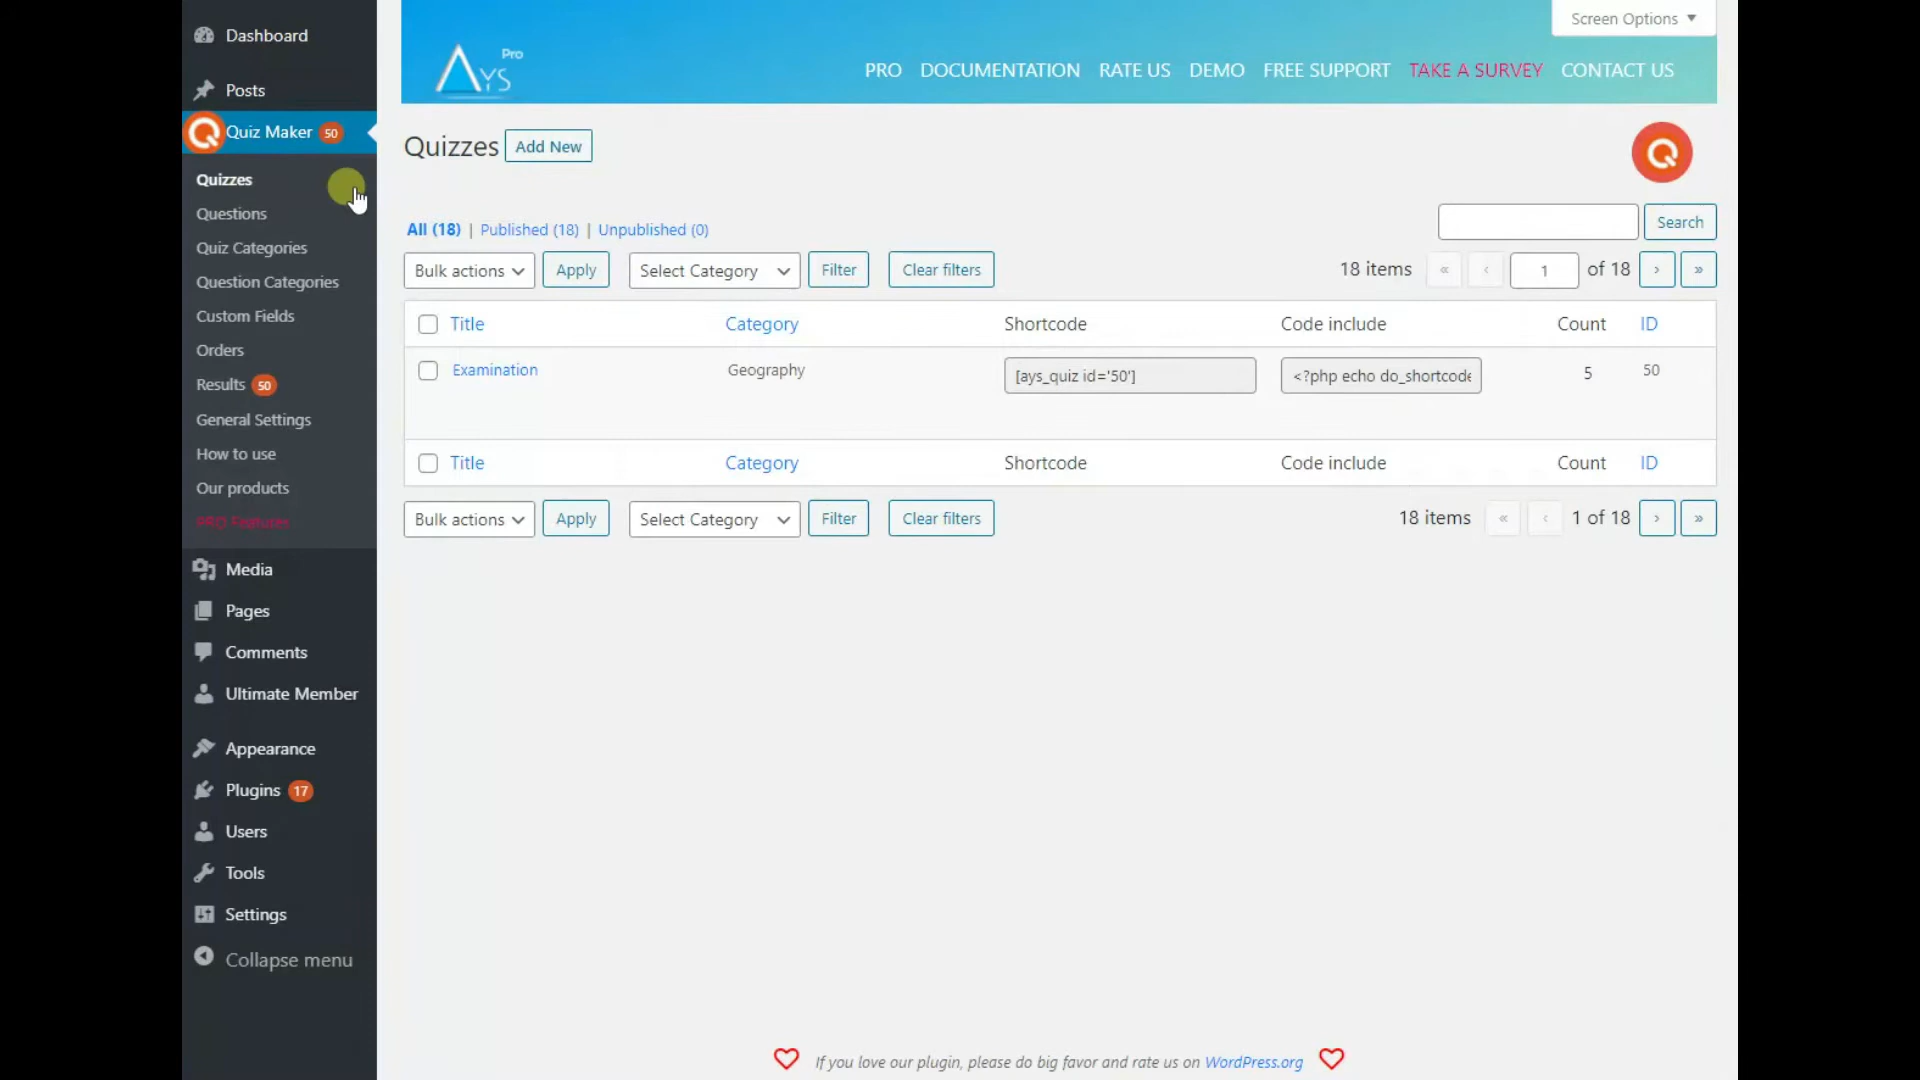 Dashboard
Posts
Quiz Maker 50
Quizzes
Questions
Quiz Categories
Question Categories
Custom Fields
Orders
Results 50
General Settings
How to use
Our products
PRO Features
Media
Pages
Comments
Ultimate Member
Appearance
Plugins 17
Users
Tools
Settings
Collapse menu
Screen Options
AYS Pro
PRO DOCUMENTATION RATE US DEMO FREE SUPPORT TAKE A SURVEY CONTACT US
Quizzes Add New
Search
All (18) | Published (18) | Unpublished (0)
Bulk actions Apply Select Category Filter Clear filters 18 items « ‹ 1 of 18 › »
Title Category Shortcode Code include Count ID
Examination Geography [ays_quiz id='50'] <?php echo do_shortcode 5 50
Title Category Shortcode Code include Count ID
Bulk actions Apply Select Category Filter Clear filters 18 items « ‹ 1 of 18 › »
If you love our plugin, please do big favor and rate us on WordPress.org